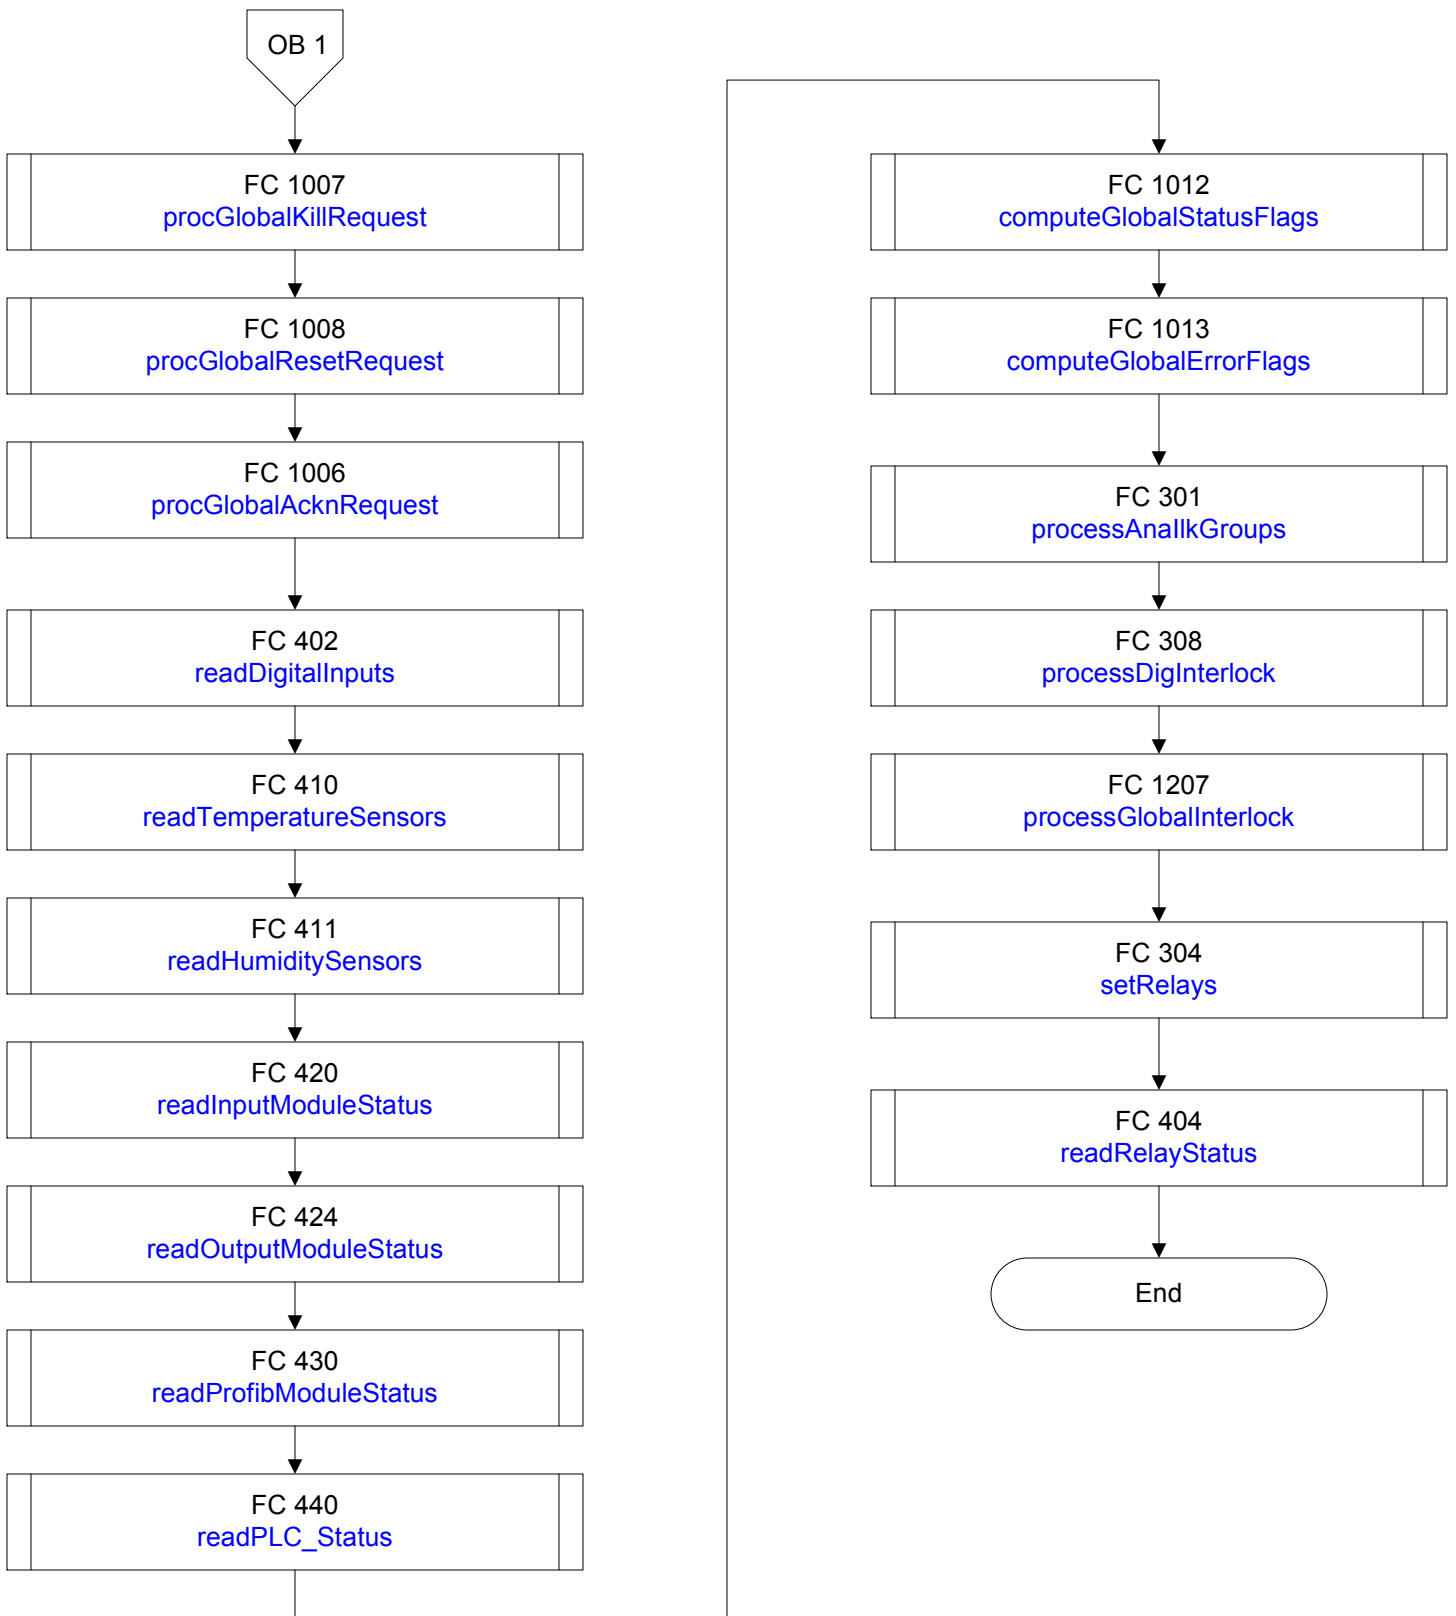 OB 1
FC 1007
procGlobalKillRequest
FC 1008
procGlobalResetRequest
FC 1006
procGlobalAcknRequest
FC 402
readDigitalInputs
FC 410
readTemperatureSensors
FC 411
readHumiditySensors
FC 420
readInputModuleStatus
FC 424
readOutputModuleStatus
FC 430
readProfibModuleStatus
FC 440
readPLC_Status
FC 1012
computeGlobalStatusFlags
FC 1013
computeGlobalErrorFlags
FC 301
processAnaIlkGroups
FC 308
processDigInterlock
FC 1207
processGlobalInterlock
FC 304
setRelays
FC 404
readRelayStatus
End